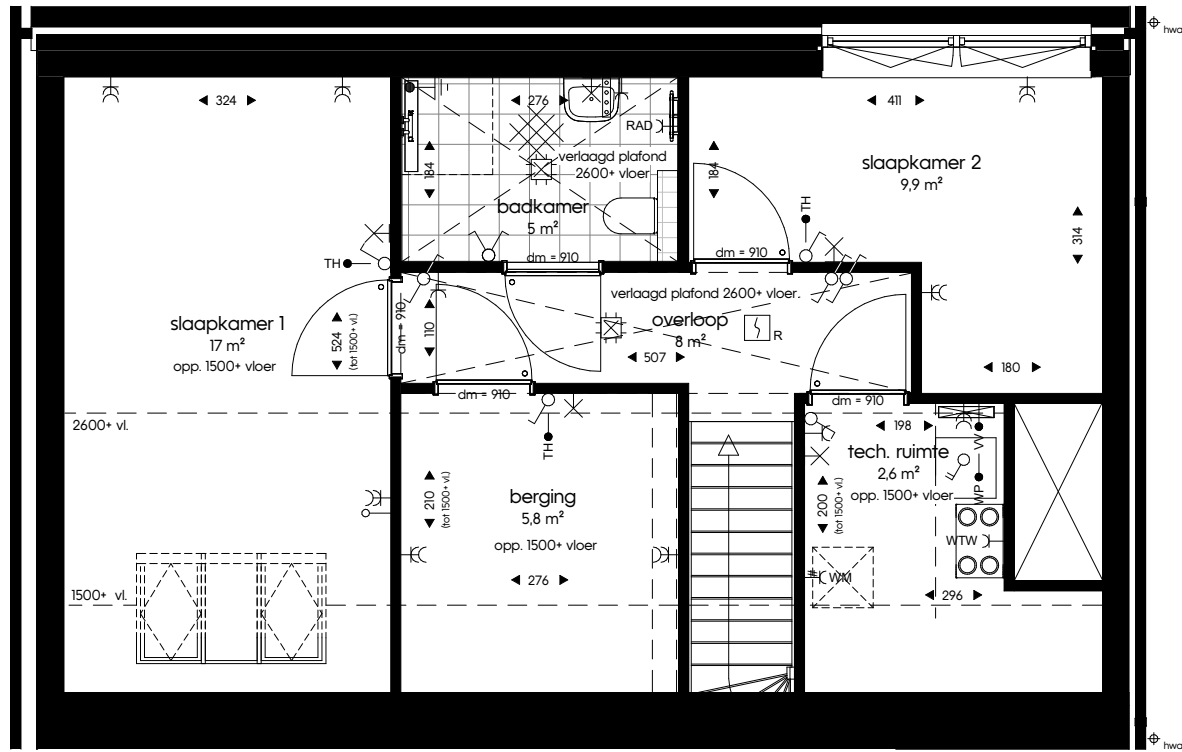 hwa
324
276
411
RAD
184
verlaagd plafond
2600+ vloer
184
slaapkamer 2
9,9 m²
badkamer
5 m²
TH
314
dm = 910
dm = 910
TH
verlaagd plafond 2600+ vloer.
slaapkamer 1
17 m²
opp. 1500+ vloer
524
(tot 1500+ vl.)
dm = 910
110
overloop
8 m²
R
507
180
dm = 910
dm = 910
2600+ vl.
198
TH
VV
tech. ruimte
2,6 m²
opp. 1500+ vloer
WP
210
(tot 1500+ vl.)
berging
5,8 m²
opp. 1500+ vloer
200
(tot 1500+ vl.)
WTW
WM
276
1500+ vl.
296
hwa